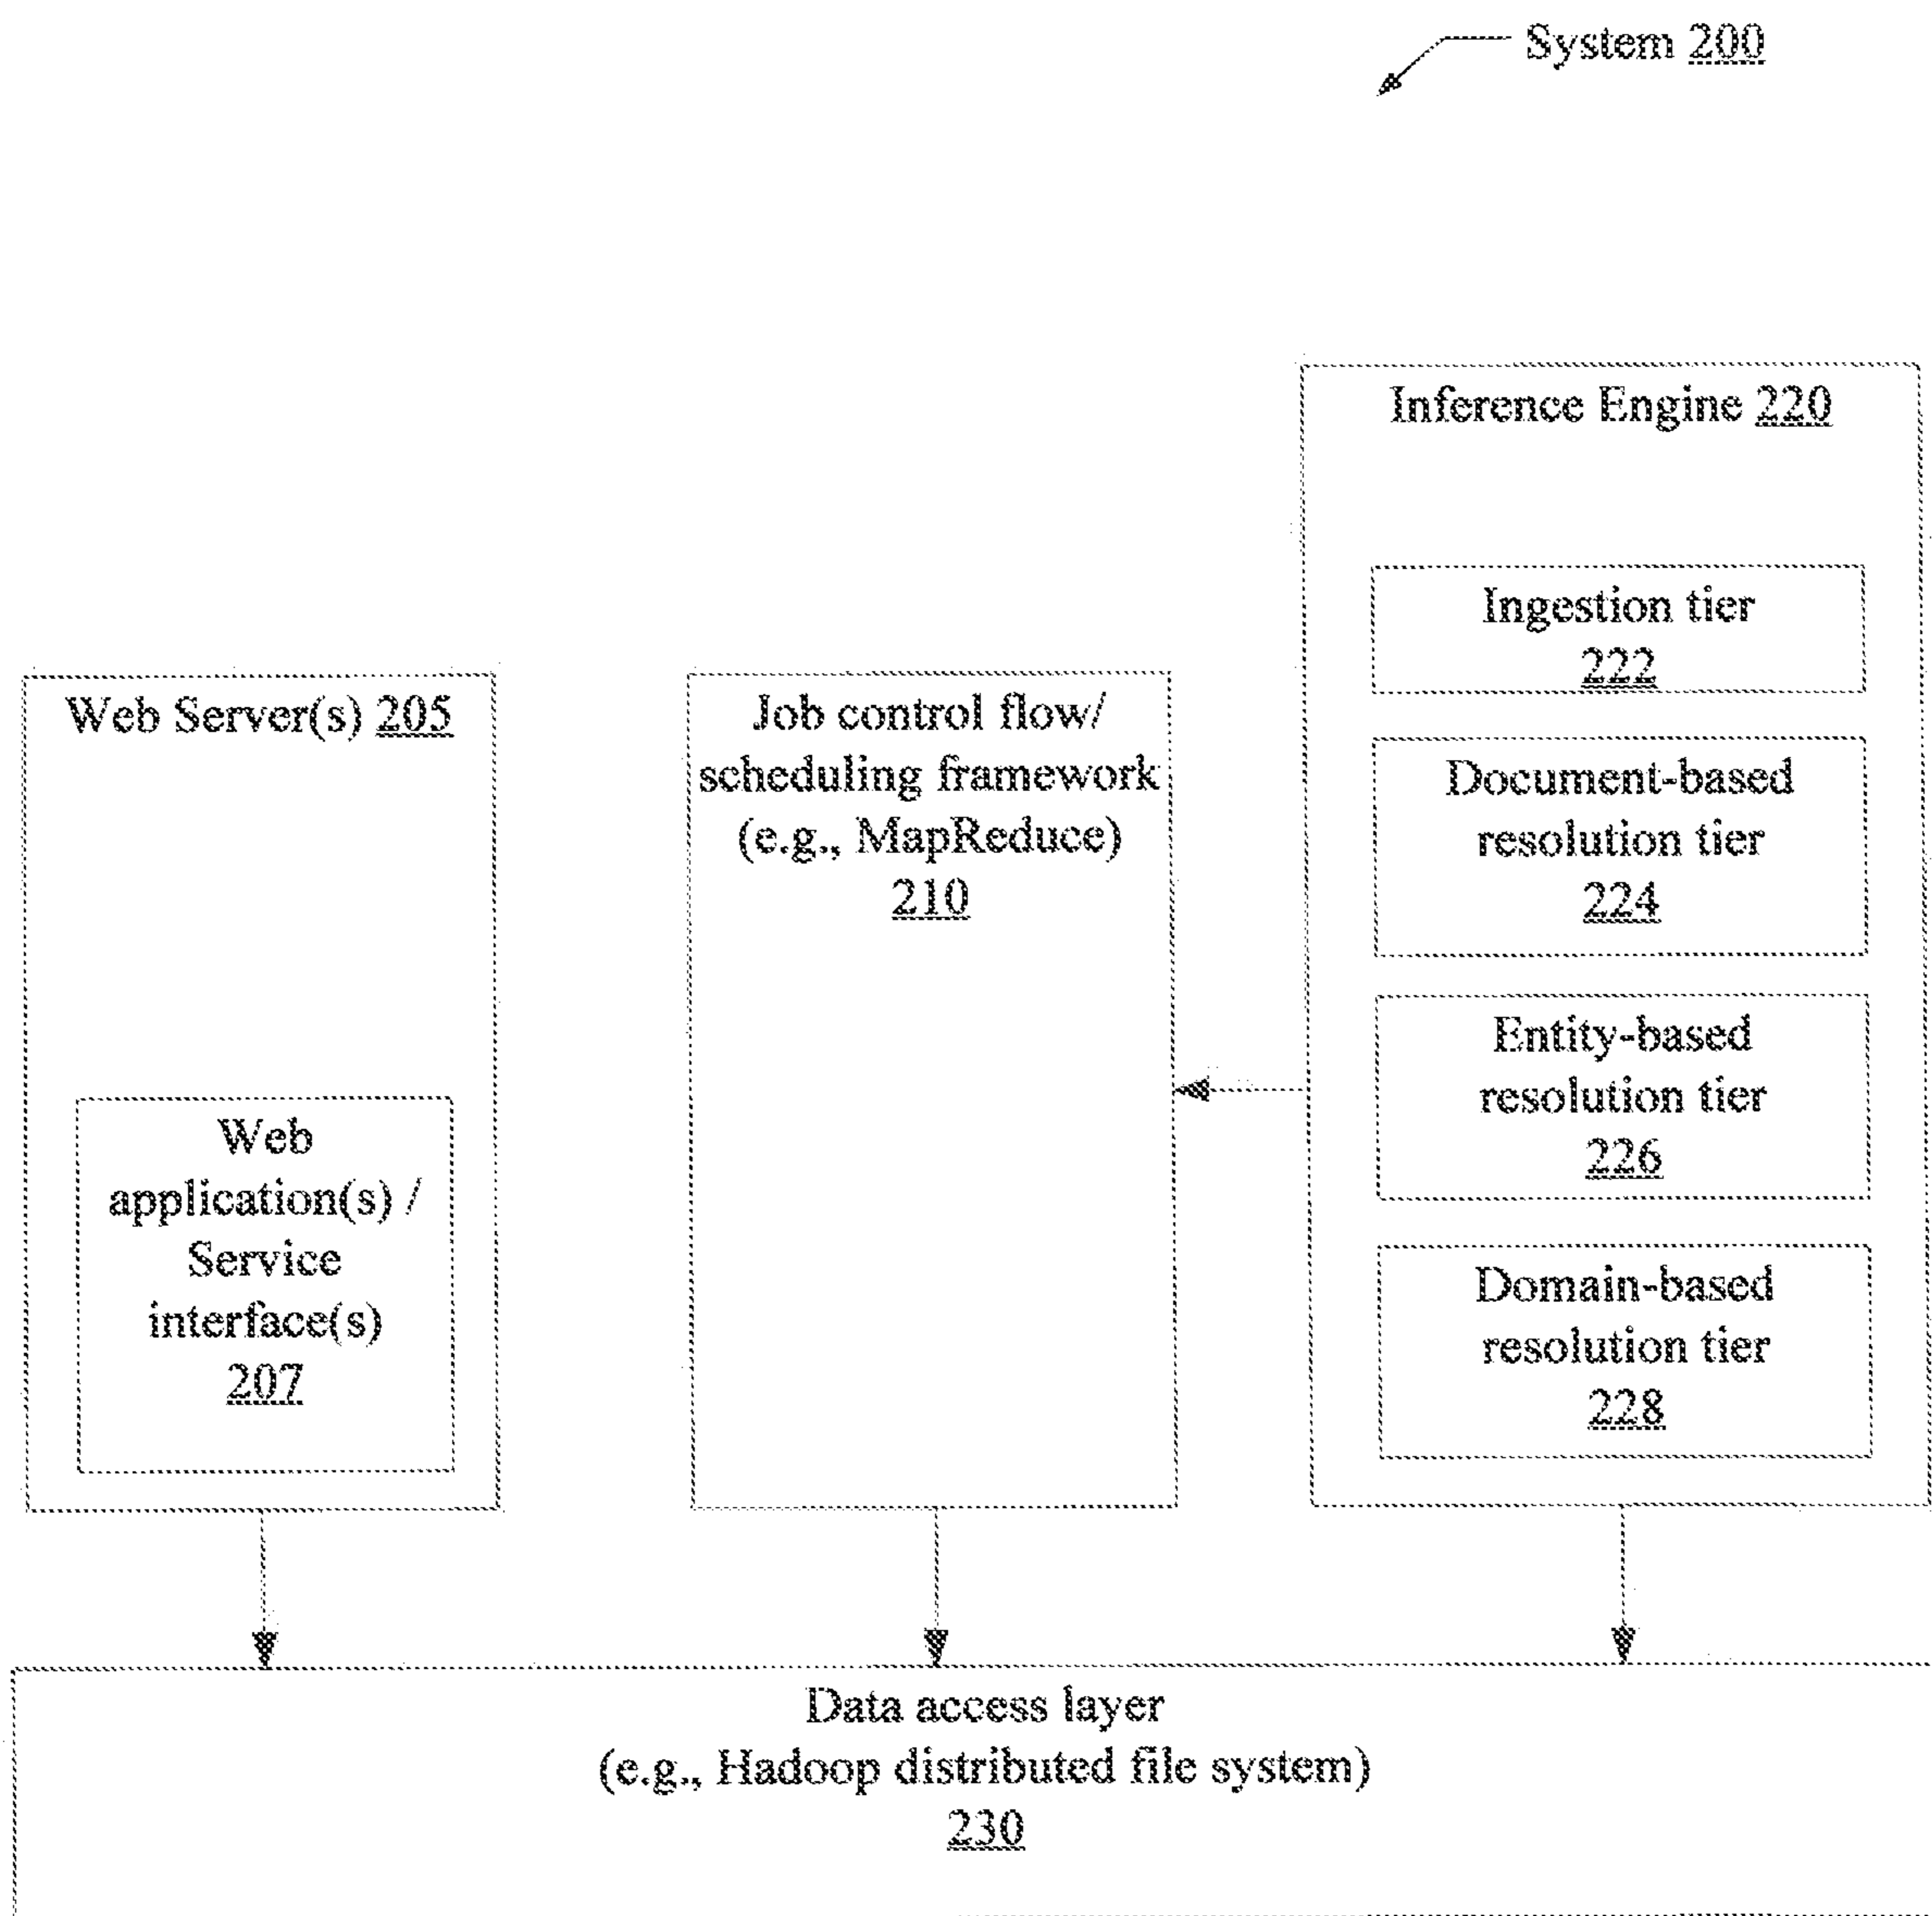 System 200
Inference Engine 220
Ingestion tier
222
Document-based
resolution tier
224
Entity-based
resolution tier
226
Domain-based
resolution tier
228
Web Server(s) 205
Web
application(s) /
Service
interface(s)
207
Job control flow/
scheduling framework
(e.g., MapReduce)
210
Data access layer
(e.g., Hadoop distributed file system)
230